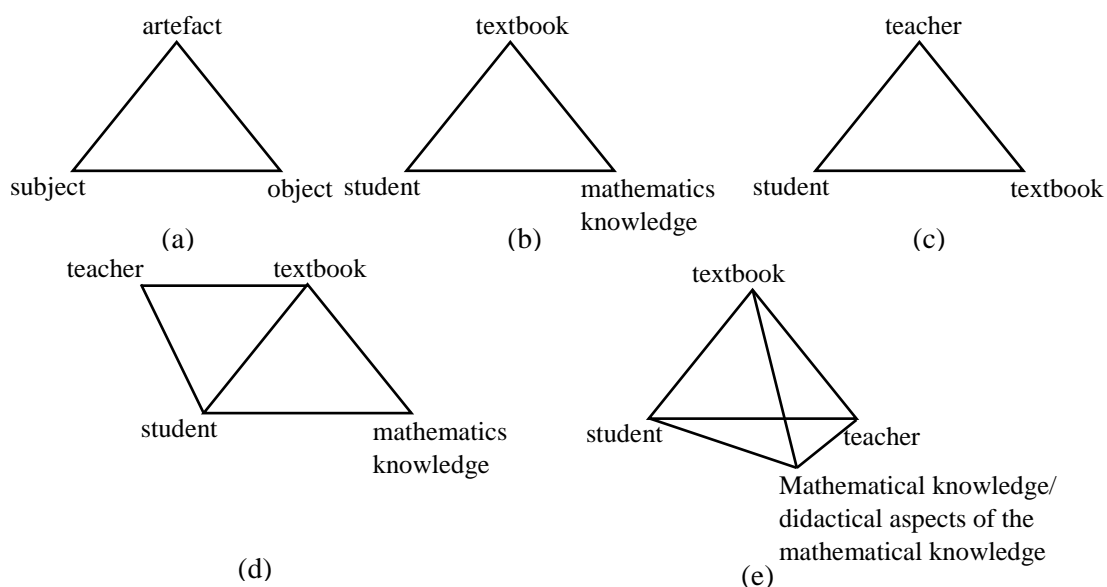 artefact
subject
object
(a)
textbook
student
mathematics
knowledge
(b)
teacher
student
textbook
(c)
teacher
textbook
student
mathematics
knowledge
(d)
textbook
student
teacher
Mathematical knowledge/
didactical aspects of the
mathematical knowledge
(e)